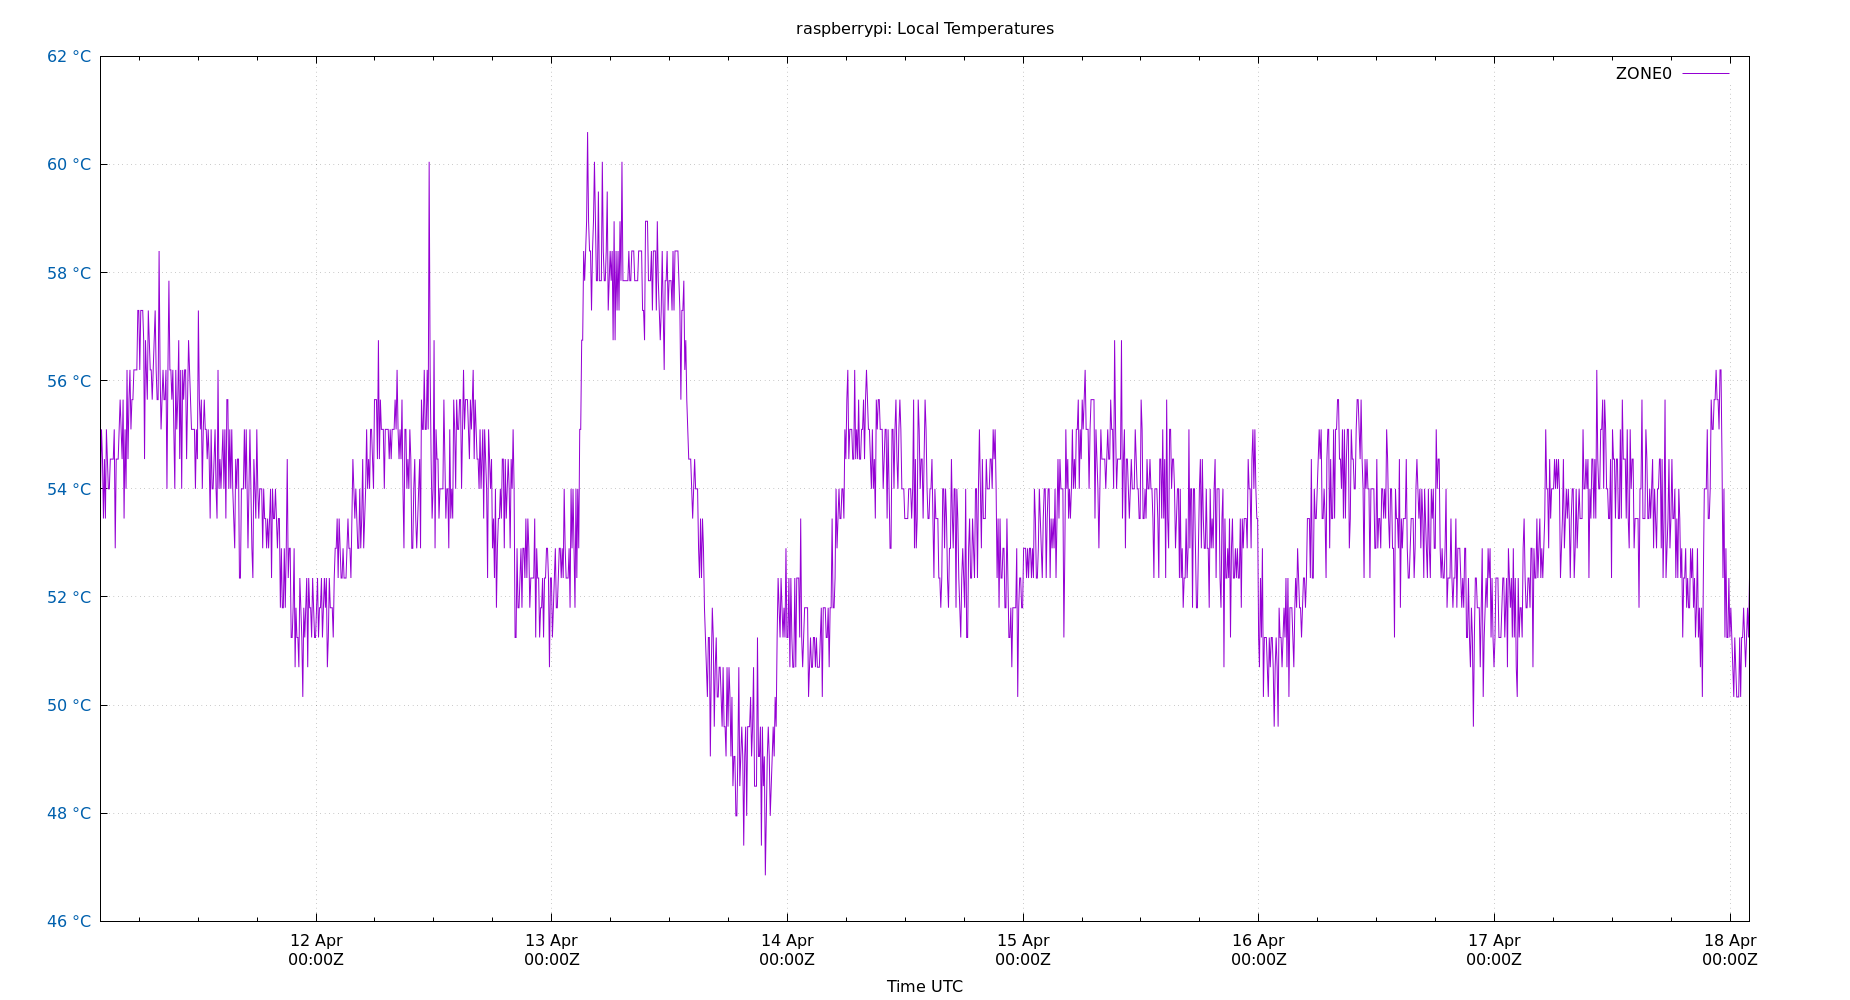 raspberrypi: Local Temperatures
ZONE0
62 °C
60 °C
58 °C
56 °C
54 °C
52 °C
50 °C
48 °C
46 °C
12 Apr 13 Apr 14 Apr 15 Apr 16 Apr 17 Apr 18 Apr
00:00Z 00:00Z 00:00Z 00:00Z 00:00Z 00:00Z 00:00Z
Time UTC